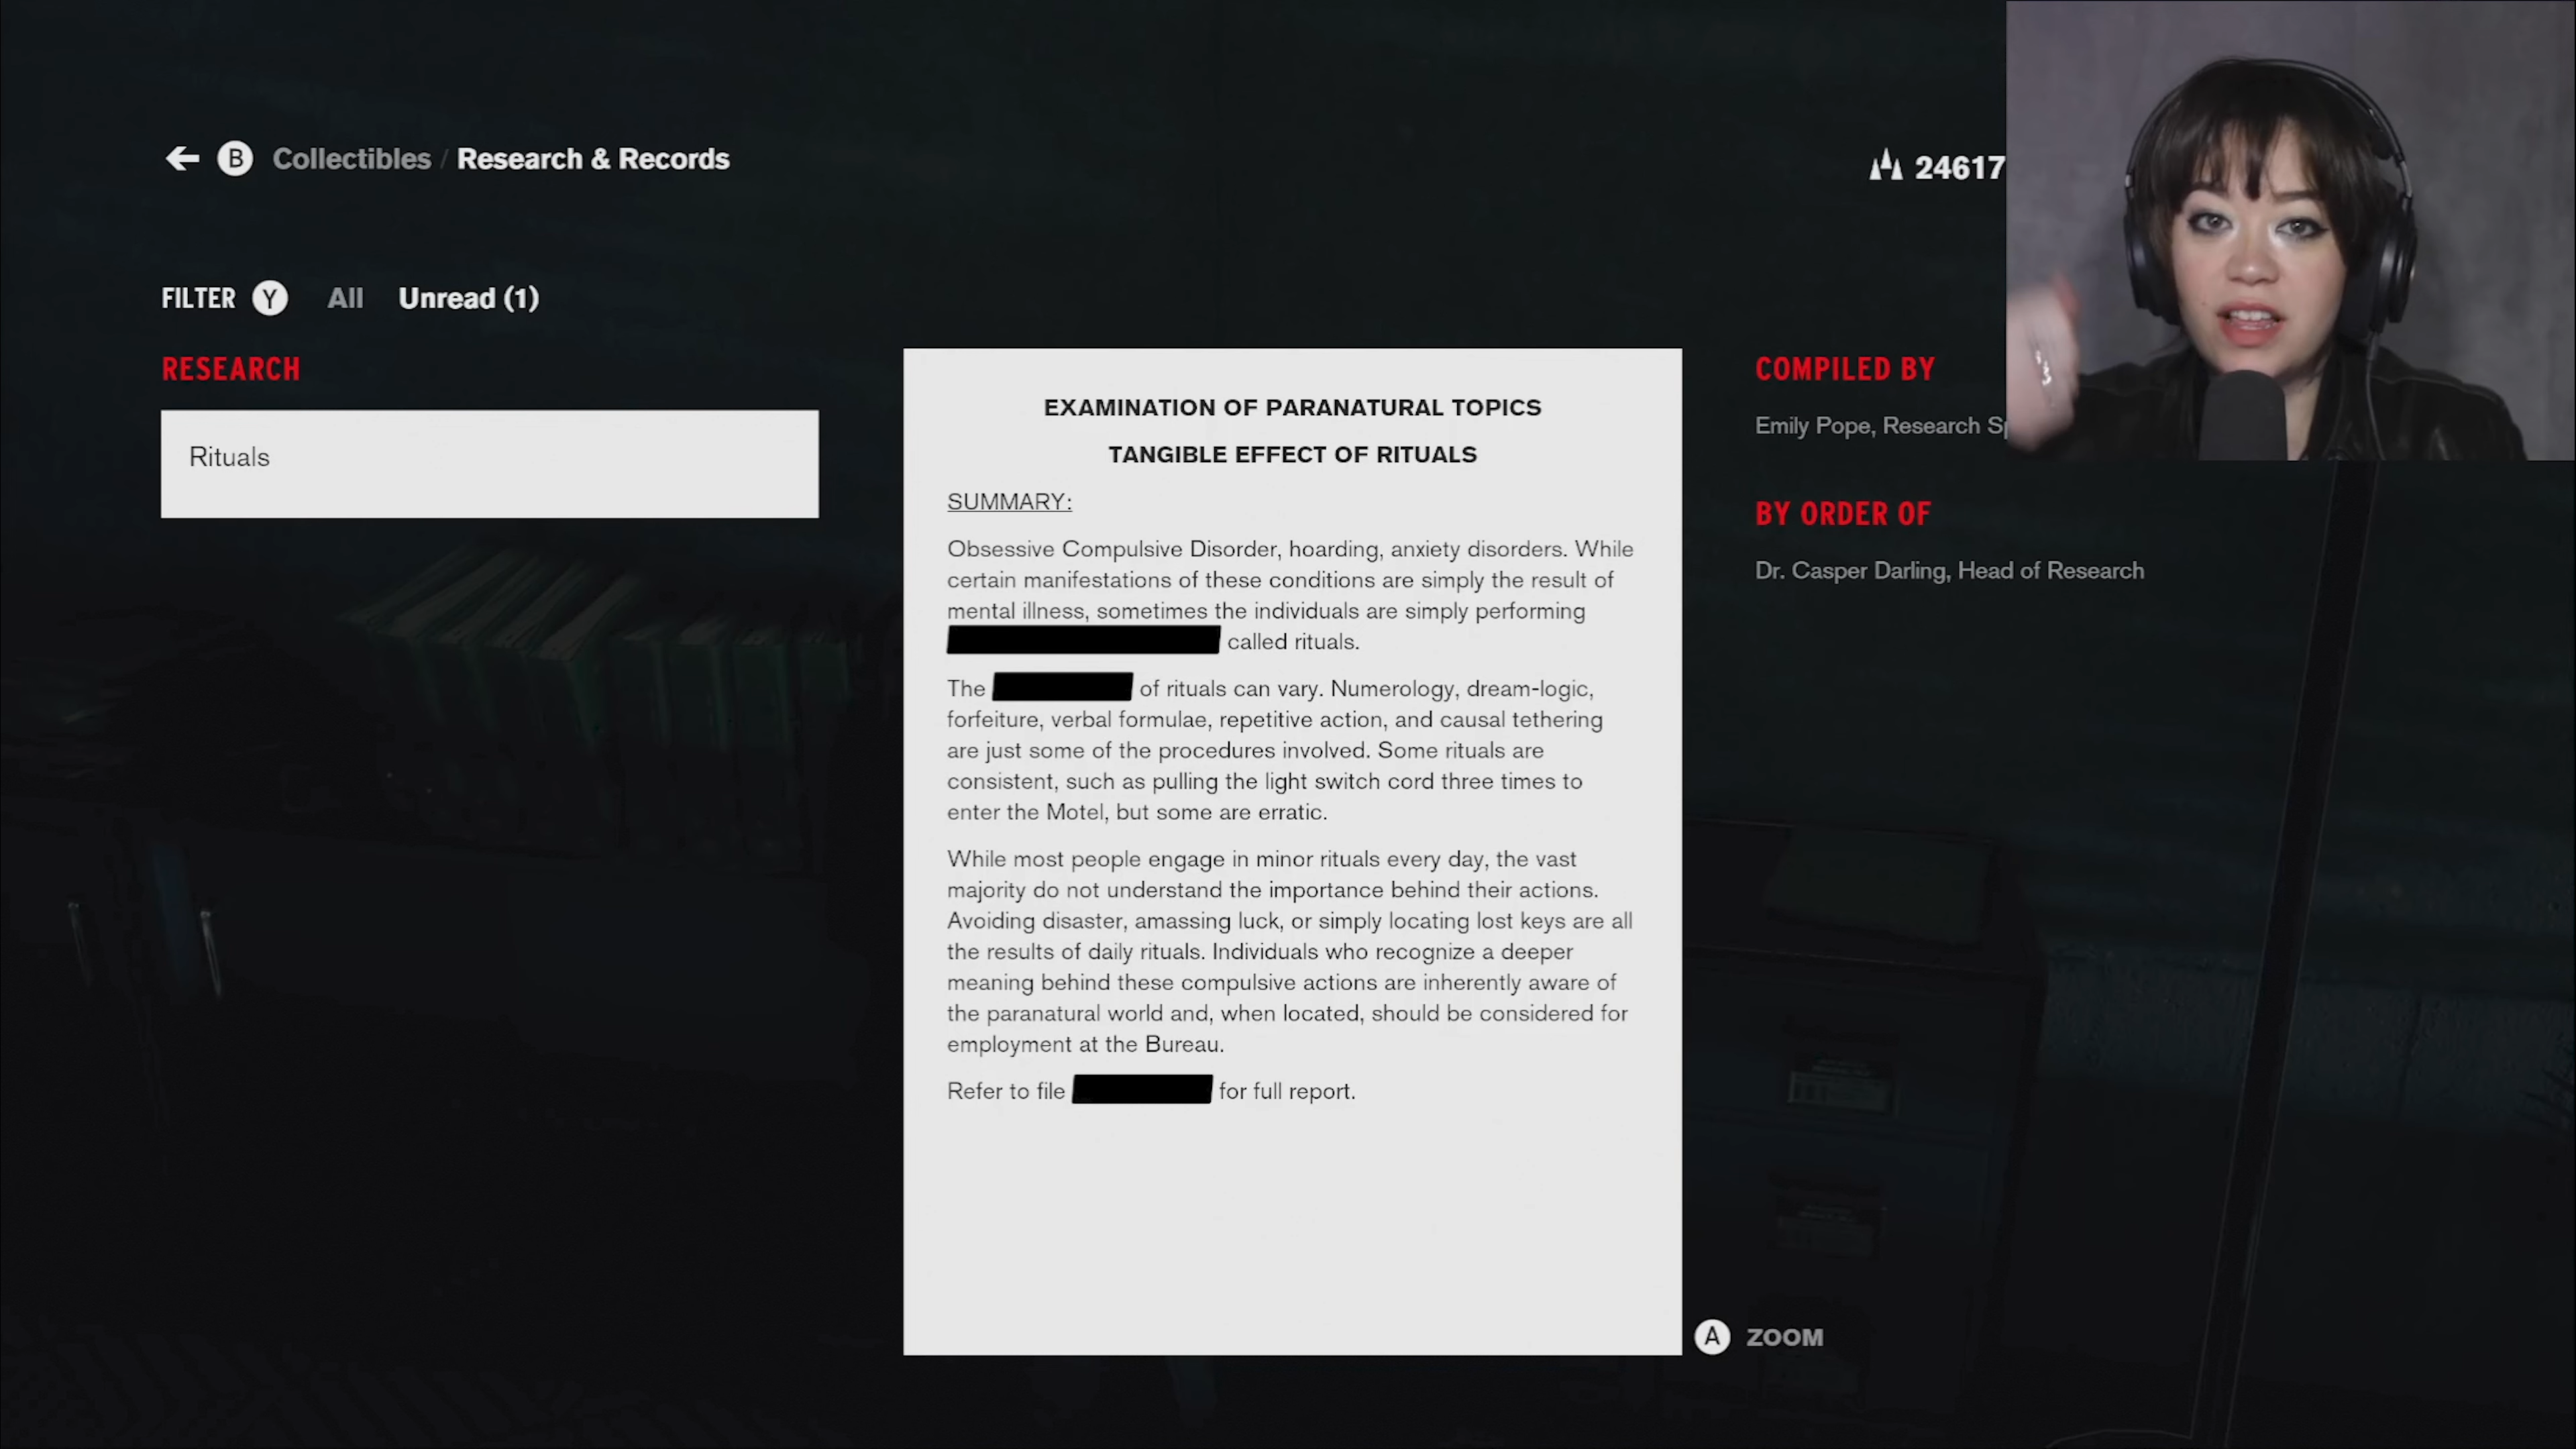 B Collectibles / Research & Records
24617
FILTER Y All Unread (1)
RESEARCH
Rituals
EXAMINATION OF PARANATURAL TOPICS
TANGIBLE EFFECT OF RITUALS
SUMMARY:
Obsessive Compulsive Disorder, hoarding, anxiety disorders. While
certain manifestations of these conditions are simply the result of
mental illness, sometimes the individuals are simply performing
called rituals.
The of rituals can vary. Numerology, dream-logic,
forfeiture, verbal formulae, repetitive action, and causal tethering
are just some of the procedures involved. Some rituals are
consistent, such as pulling the light switch cord three times to
enter the Motel, but some are erratic.
While most people engage in minor rituals every day, the vast
majority do not understand the importance behind their actions.
Avoiding disaster, amassing luck, or simply locating lost keys are all
the results of daily rituals. Individuals who recognize a deeper
meaning behind these compulsive actions are inherently aware of
the paranatural world and, when located, should be considered for
employment at the Bureau.
Refer to file for full report.
COMPILED BY
Emily Pope, Research
BY ORDER OF
Dr. Casper Darling, Head of Research
A ZOOM